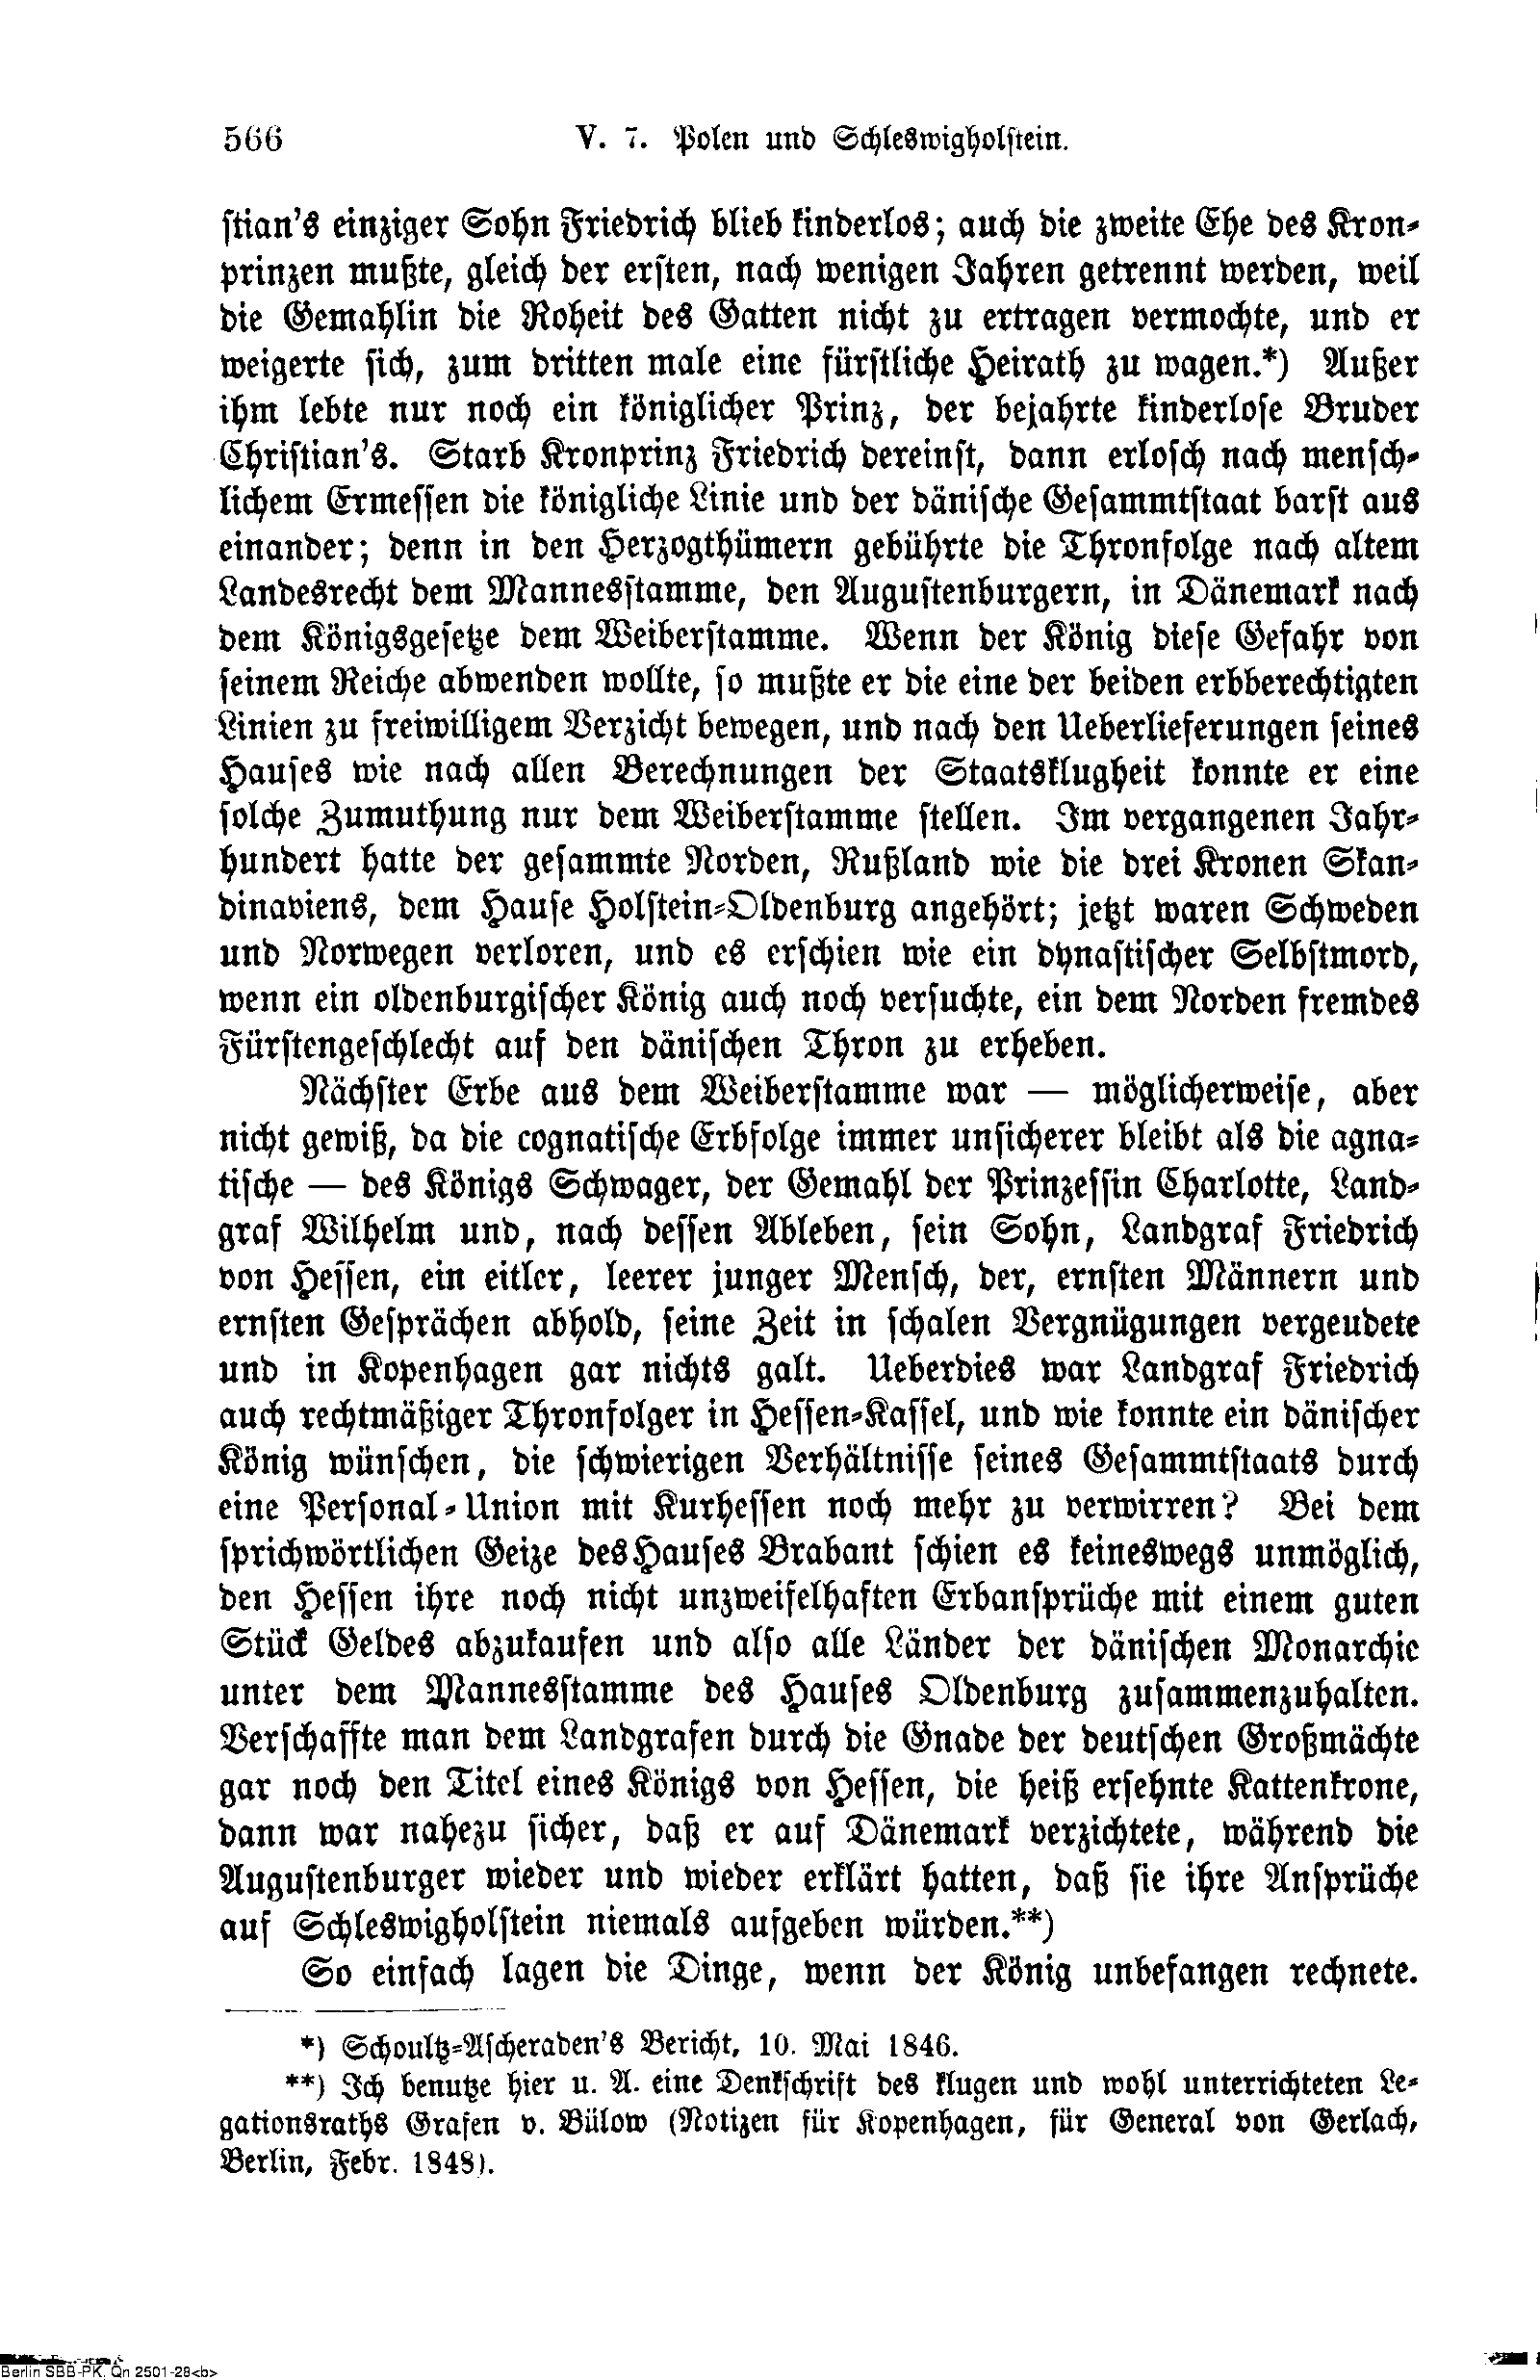 566 V. 7. Polen und Schleswigholstein.
stian's einziger Sohn Friedrich blieb kinderlos; auch die zweite Ehe des Kron-
prinzen mußte, gleich der ersten, nach wenigen Jahren getrennt werden, weil
die Gemahlin die Roheit des Gatten nicht zu ertragen vermochte, und er
weigerte sich, zum dritten male eine fürstliche Heirath zu wagen.*) Außer
ihm lebte nur noch ein königlicher Prinz, der bejahrte kinderlose Bruder
Christian's. Starb Kronprinz Friedrich dereinst, dann erlosch nach mensch-
lichem Ermessen die königliche Linie und der dänische Gesammtstaat barst aus
einander; denn in den Herzogthümern gebührte die Thronfolge nach altem
Landesrecht dem Mannesstamme, den Augustenburgern, in Dänemark nach
dem Königsgesetze dem Weiberstamme. Wenn der König diese Gefahr von
seinem Reiche abwenden wollte, so mußte er die eine der beiden erbberechtigten
Linien zu freiwilligem Verzicht bewegen, und nach den Ueberlieferungen seines
Hauses wie nach allen Berechnungen der Staatsklugheit konnte er eine
solche Zumuthung nur dem Weiberstamme stellen. Im vergangenen Jahr-
hundert hatte der gesammte Norden, Rußland wie die drei Kronen Skan-
dinaviens, dem Hause Holstein-Oldenburg angehört; jetzt waren Schweden
und Norwegen verloren, und es erschien wie ein dynastischer Selbstmord,
wenn ein oldenburgischer König auch noch versuchte, ein dem Norden fremdes
Fürstengeschlecht auf den dänischen Thron zu erheben.
Nächster Erbe aus dem Weiberstamme war — möglicherweise, aber
nicht gewiß, da die cognatische Erbfolge immer unsicherer bleibt als die agna-
tische — des Königs Schwager, der Gemahl der Prinzessin Charlotte, Land-
graf Wilhelm und, nach dessen Ableben, sein Sohn, Landgraf Friedrich
von Hessen, ein eitler, leerer junger Mensch, der, ernsten Männern und
ernsten Gesprächen abhold, seine Zeit in schalen Vergnügungen vergeudete
und in Kopenhagen gar nichts galt. Ueberdies war Landgraf Friedrich
auch rechtmäßiger Thronfolger in Hessen-Kassel, und wie konnte ein dänischer
König wünschen, die schwierigen Verhältnisse seines Gesammtstaats durch
eine Personal-Union mit Kurhessen noch mehr zu verwirren? Bei dem
sprichwörtlichen Geize des Hauses Brabant schien es keineswegs unmöglich,
den Hessen ihre noch nicht unzweifelhaften Erbansprüche mit einem guten
Stück Geldes abzukaufen und also alle Länder der dänischen Monarchie
unter dem Mannesstamme des Hauses Oldenburg zusammenzuhalten.
Verschaffte man dem Landgrafen durch die Gnade der deutschen Großmächte
gar noch den Titel eines Königs von Hessen, die heiß ersehnte Kattenkrone,
dann war nahezu sicher, daß er auf Dänemark verzichtete, während die
Augustenburger wieder und wieder erklärt hatten, daß sie ihre Ansprüche
auf Schleswigholstein niemals aufgeben würden.**)
So einfach lagen die Dinge, wenn der König unbefangen rechnete.
*) Schoultz-Ascheraden's Bericht, 10. Mai 1846.
**) Ich benutze hier u. A. eine Denkschrift des klugen und wohl unterrichteten Le-
gationsraths Grafen v. Bülow (Notizen für Kopenhagen, für General von Gerlach,
Berlin, Febr. 1848).
Berlin SBB-PK, Qn 2501-28<b>